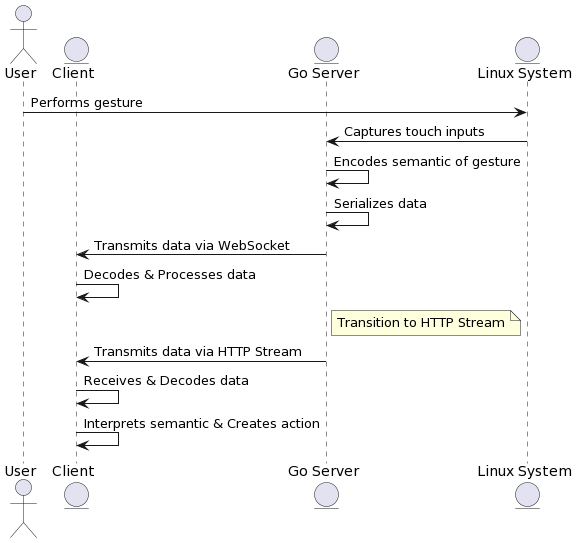 User Client Go Server Linux System
Performs gesture
Captures touch inputs
Encodes semantic of gesture
Serializes data
Transmits data via WebSocket
Decodes & Processes data
Transition to HTTP Stream
Transmits data via HTTP Stream
Receives & Decodes data
Interprets semantic & Creates action
User Client Go Server Linux System